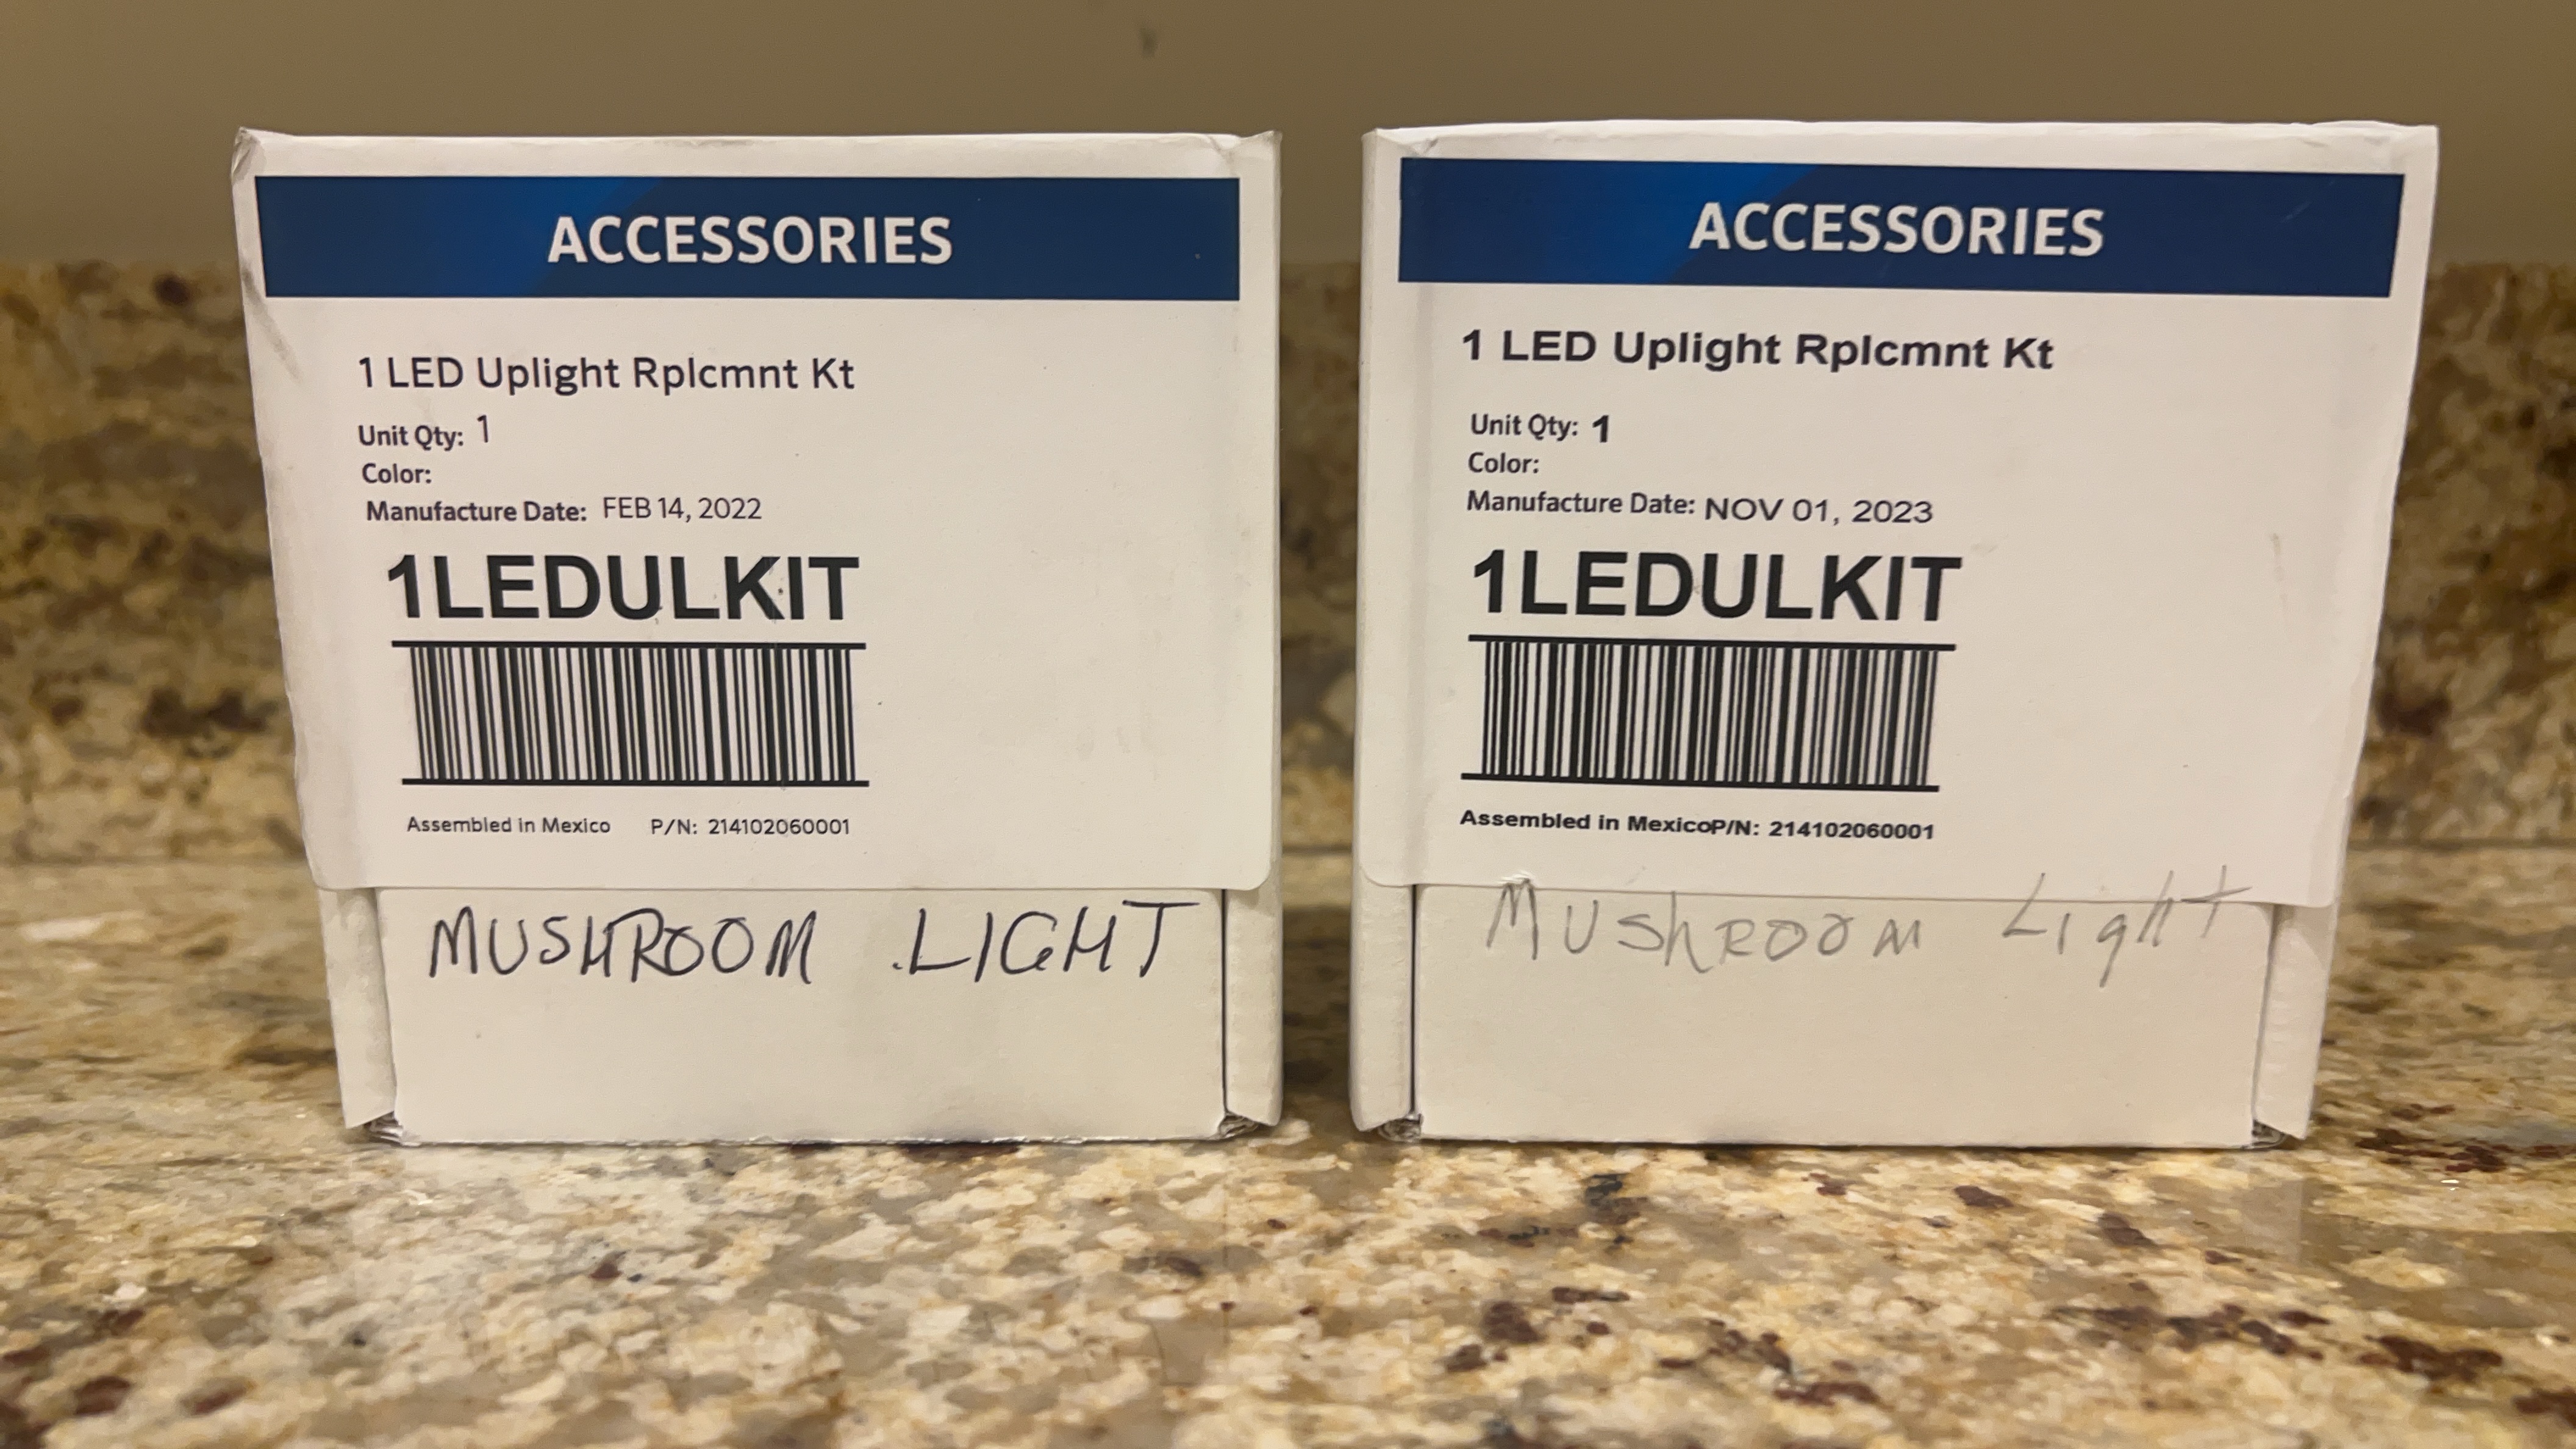 ACCESSORIES
1 LED Uplight Rplcmnt Kt
Unit Qty: 1
Color:
Manufacture Date: FEB 14, 2022
1LEDULKIT
Assembled in Mexico P/N: 214102060001
MUSHROOM .LIGHT
ACCESSORIES
1 LED Uplight Rplcmnt Kt
Unit Qty: 1
Color:
Manufacture Date: NOV 01, 2023
1LEDULKIT
Assembled in MexicoP/N: 214102060001
MUShROOM Light